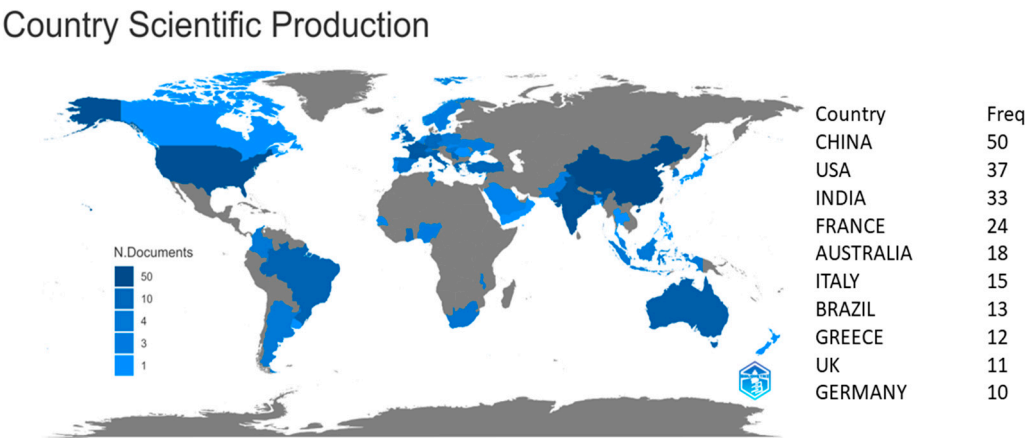 Country Scientific Production
N.Documents
50
10
4
3
1
Country Freq
CHINA 50
USA 37
INDIA 33
FRANCE 24
AUSTRALIA 18
ITALY 15
BRAZIL 13
GREECE 12
UK 11
GERMANY 10